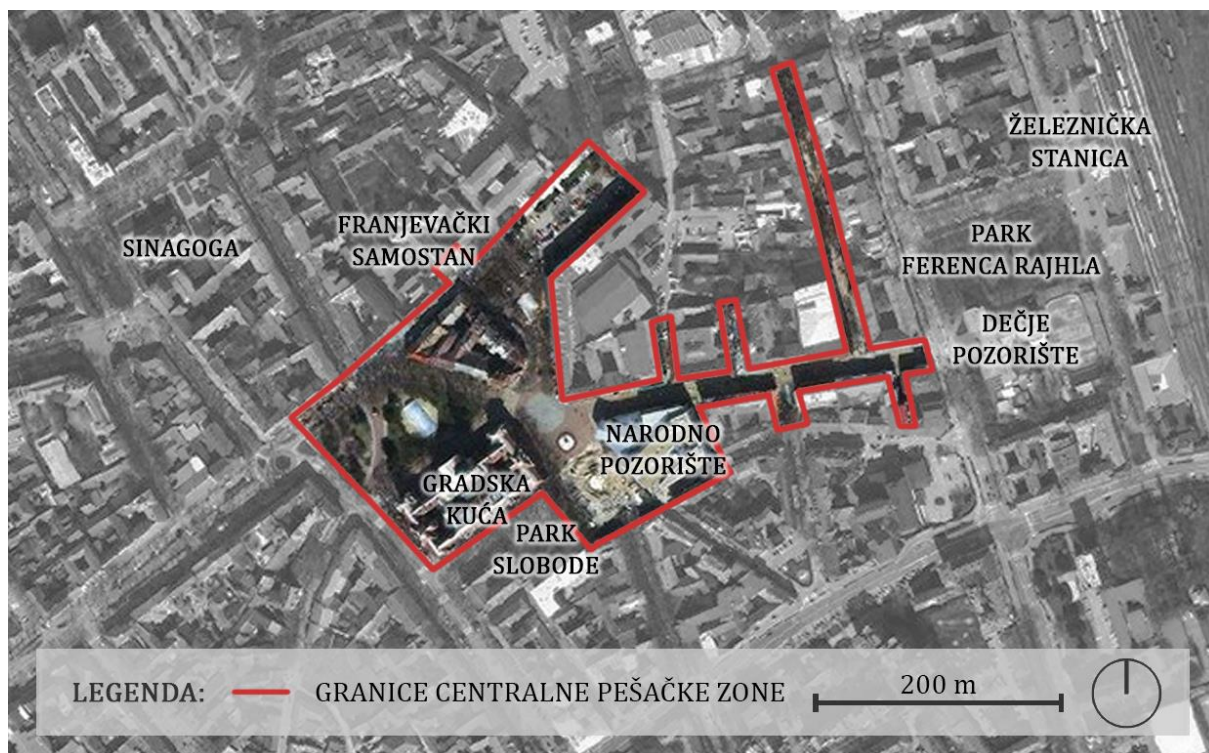 ŽELEZNIČKA
STANICA
FRANJEVAČKI
SAMOSTAN
SINAGOGA
PARK
FERENCA RAJHLA
DEČJE
POZORIŠTE
NARODNO
POZORIŠTE
GRADSKA
KUĆA
PARK
SLOBODE
LEGENDA:
GRANICE CENTRALNE PEŠAČKE ZONE
200 m